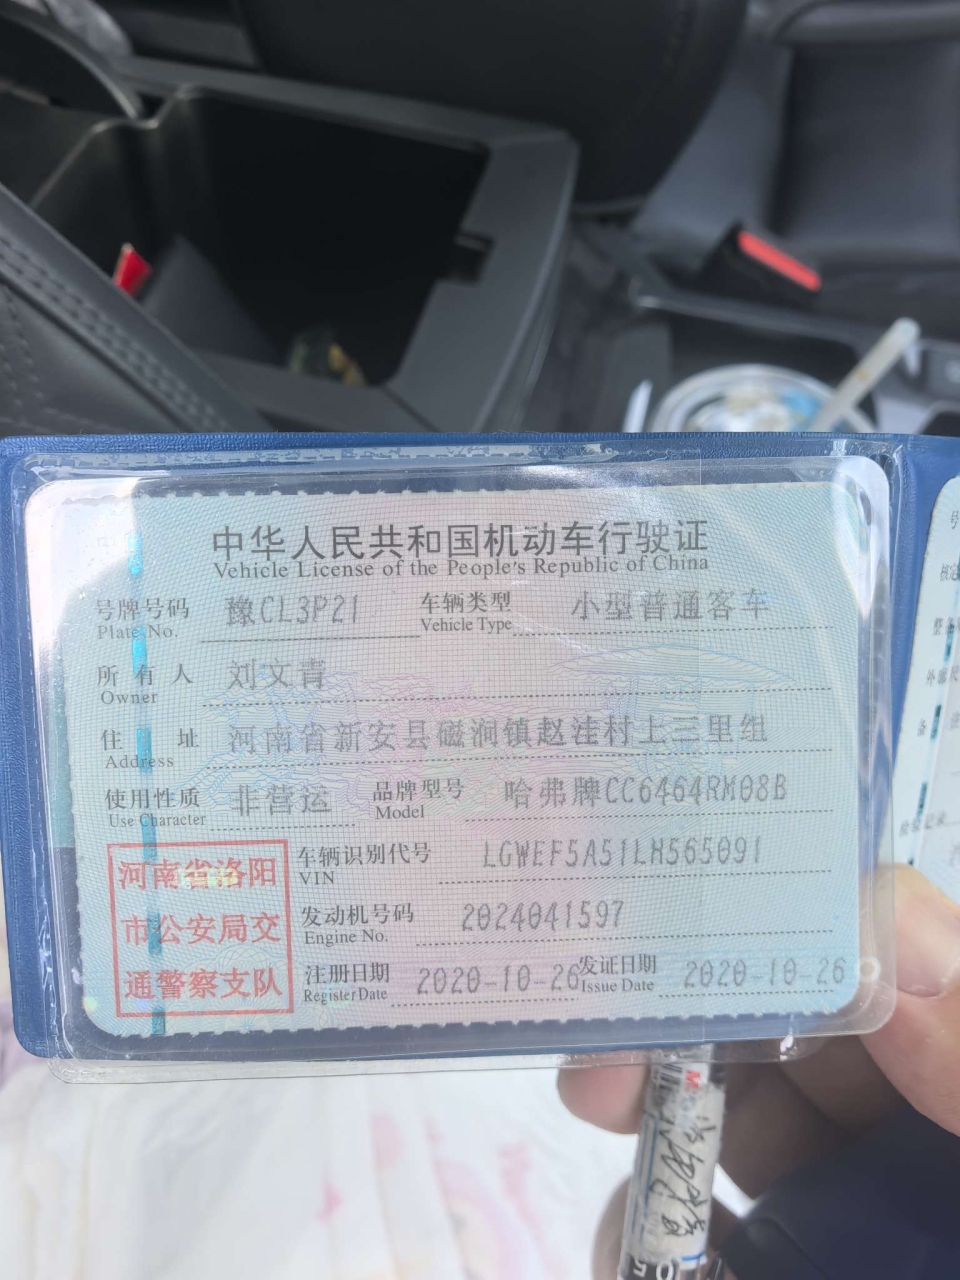 中华人民共和国机动车行驶证
Vehicle License of the People's Republic of China
号牌号码 豫CL3P21 车辆类型 小型普通客车
Plate No. Vehicle Type
所有人 刘文青
Owner
住址 河南省新安县磁涧镇赵洼村上三里组
Address
使用性质 非营运 品牌型号 哈弗牌CC6464RM08B
Use Character Model
河南省洛阳
市公安局交
通警察支队
车辆识别代号 LGWEF5A51LH565091
VIN
发动机号码 2024041597
Engine No.
注册日期 2020-10-26 发证日期 2020-10-26
Register Date Issue Date